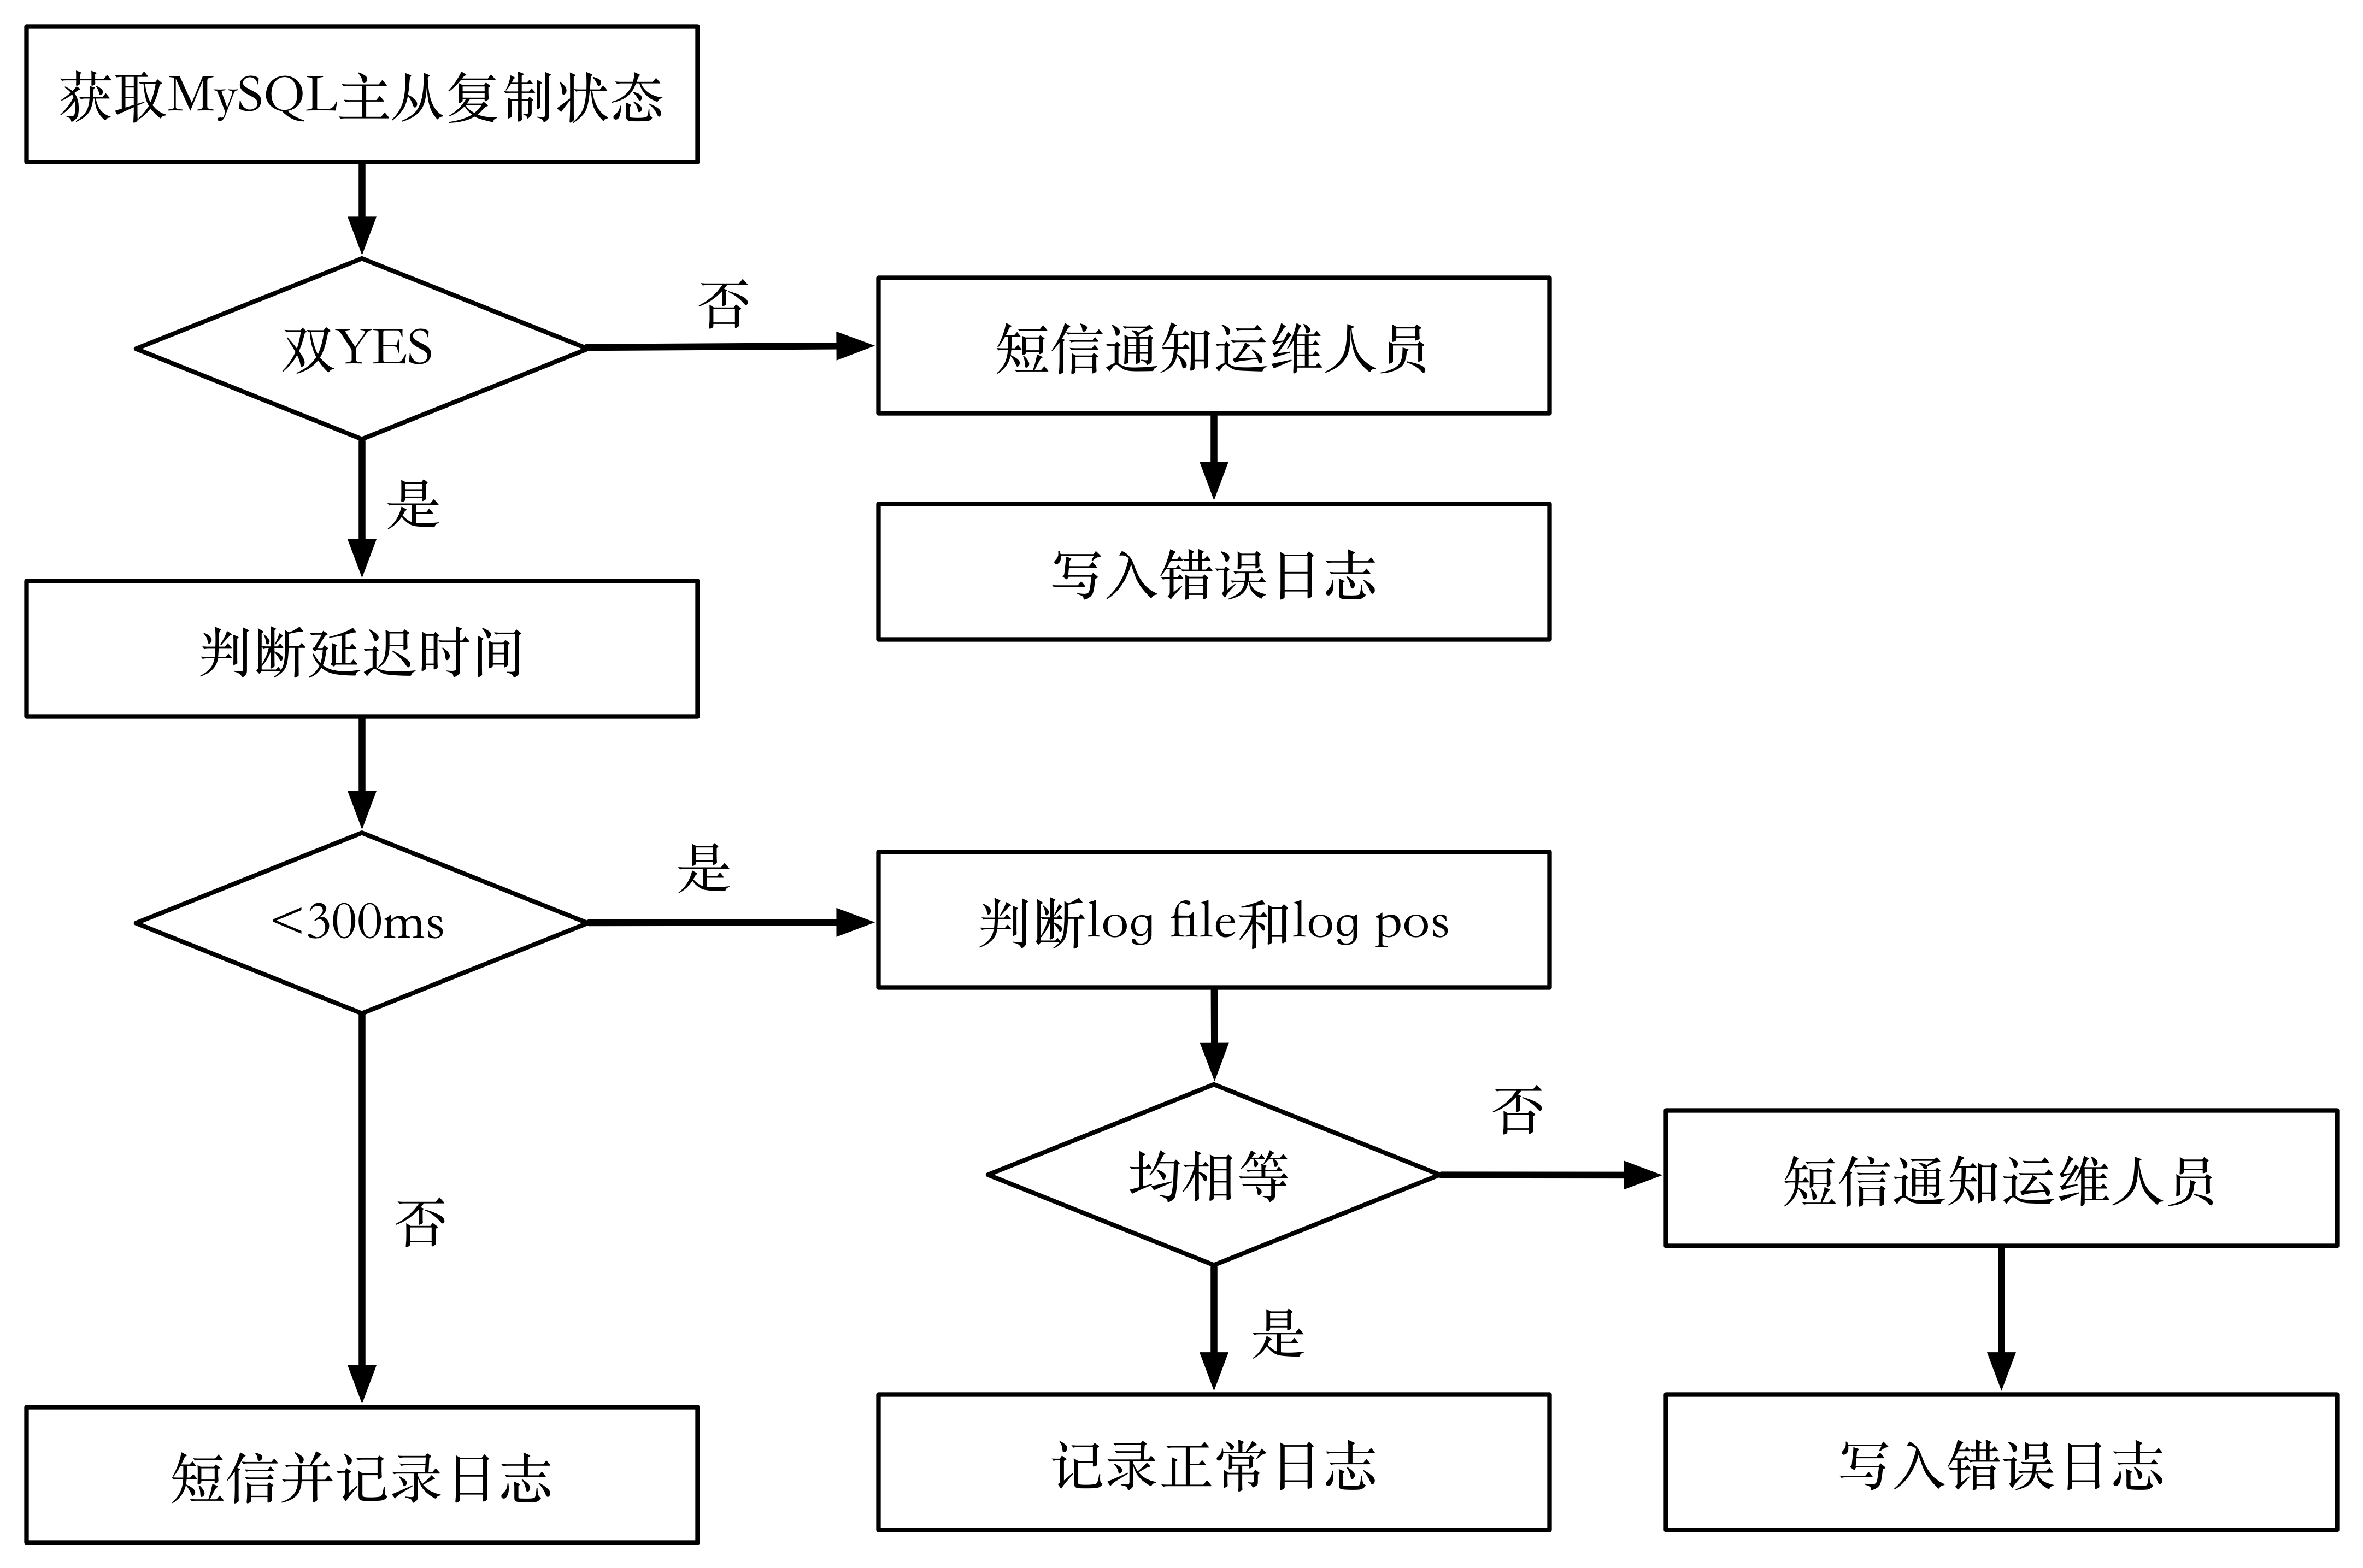 获取MySQL主从复制状态
双YES
否
短信通知运维人员
是
写入错误日志
判断延迟时间
<300ms
是
判断log file和log pos
否
均相等
否
短信通知运维人员
是
短信并记录日志
记录正常日志
写入错误日志